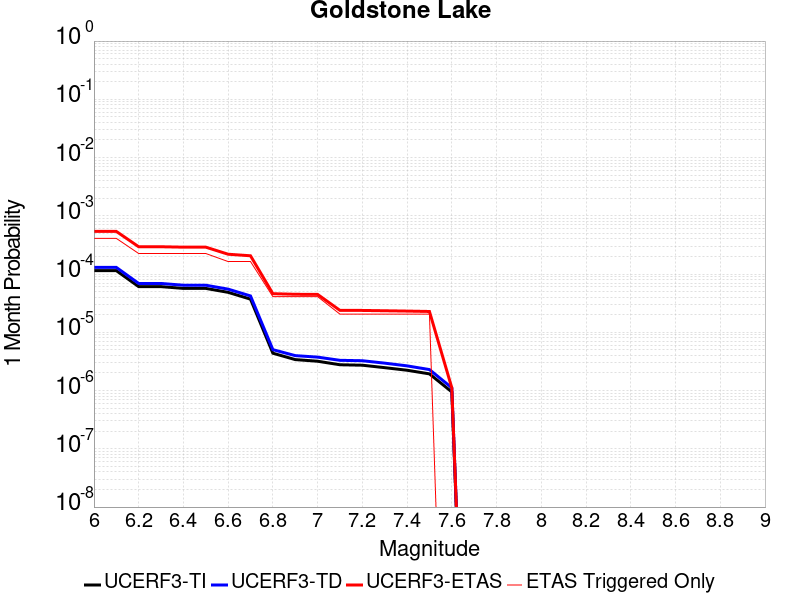 Goldstone Lake
10^0
10^-1
10^-2
10^-3
10^-4
10^-5
10^-6
10^-7
10^-8
1 Month Probability
6 6.2 6.4 6.6 6.8 7 7.2 7.4 7.6 7.8 8 8.2 8.4 8.6 8.8 9
Magnitude
UCERF3-TI UCERF3-TD UCERF3-ETAS ETAS Triggered Only